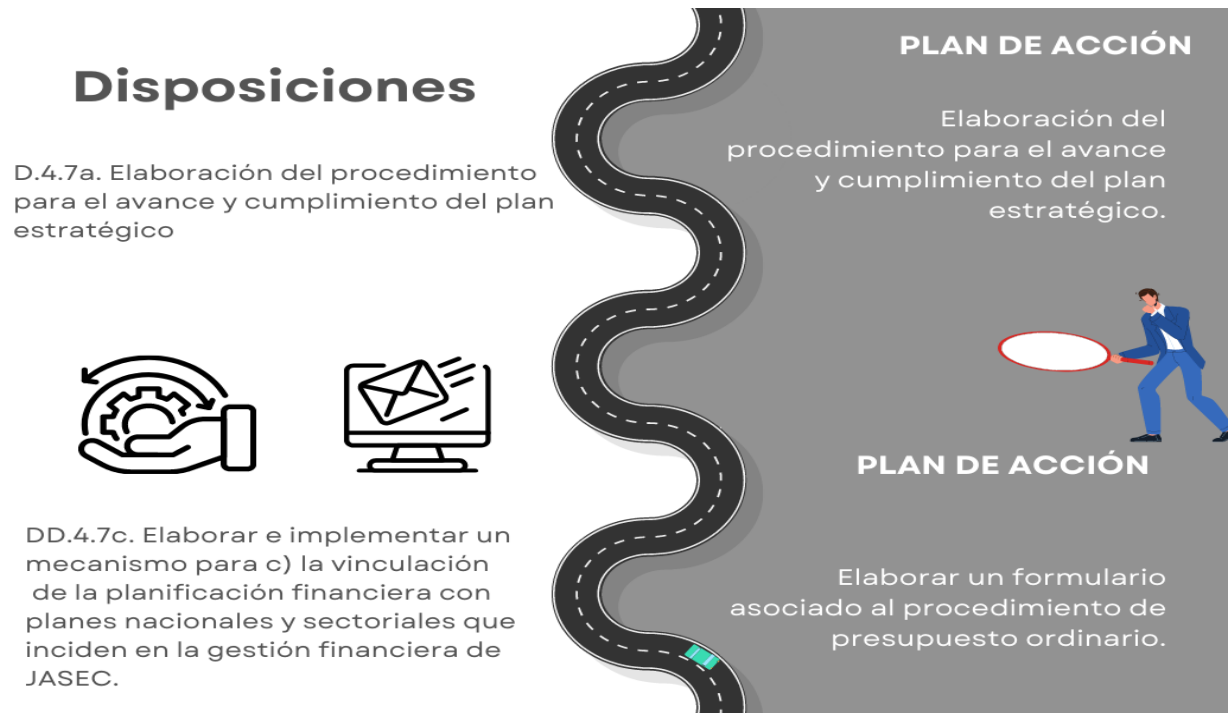 Disposiciones
D.4.7a. Elaboración del procedimiento
para el avance y cumplimiento del plan
estratégico
DD.4.7c. Elaborar e implementar un
mecanismo para c) la vinculación
de la planificación financiera con
planes nacionales y sectoriales que
inciden en la gestión financiera de
JASEC.
PLAN DE ACCIÓN
Elaboración del
procedimiento para el avance
y cumplimiento del plan
estratégico.
PLAN DE ACCIÓN
Elaborar un formulario
asociado al procedimiento de
presupuesto ordinario.